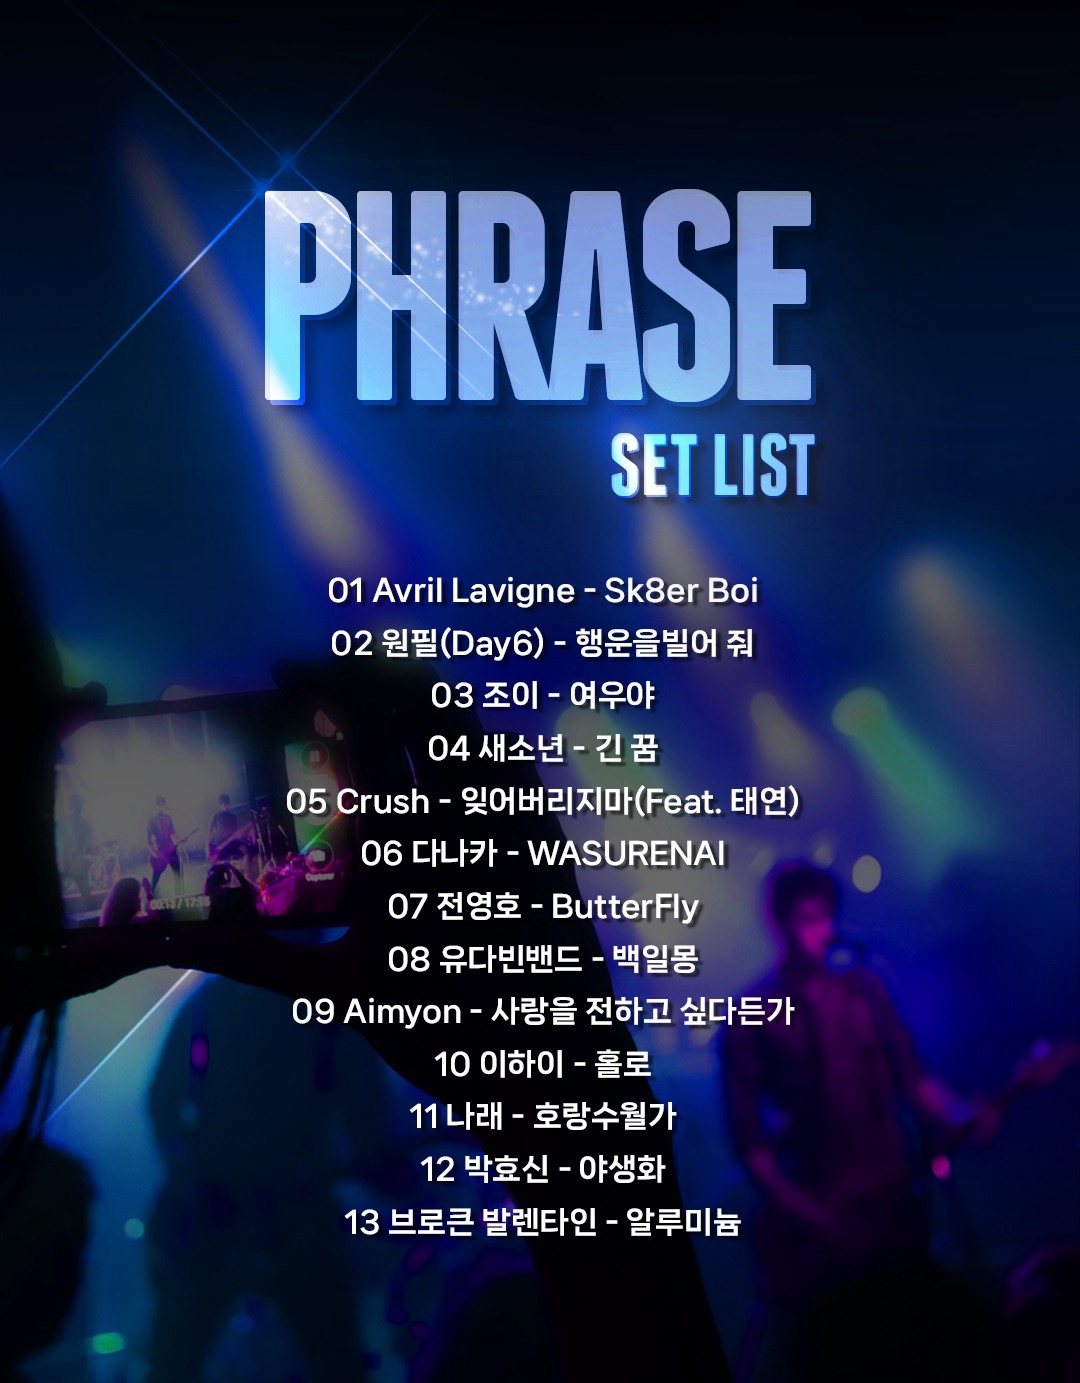 PHRASE
SET LIST
01 Avril Lavigne - Sk8er Boi
02 원필(Day6) - 행운을빌어 줘
03 조이 - 여우야
04 새소년 - 긴 꿈
05 Crush - 잊어버리지마(Feat. 태연)
06 다나카 - WASURENAI
07 전영호 - ButterFly
08 유다빈밴드 - 백일몽
09 Aimyon - 사랑을 전하고 싶다든가
10 이하이 - 홀로
11 나래 - 호랑수월가
12 박효신 - 야생화
13 브로큰 발렌타인 - 알루미늄